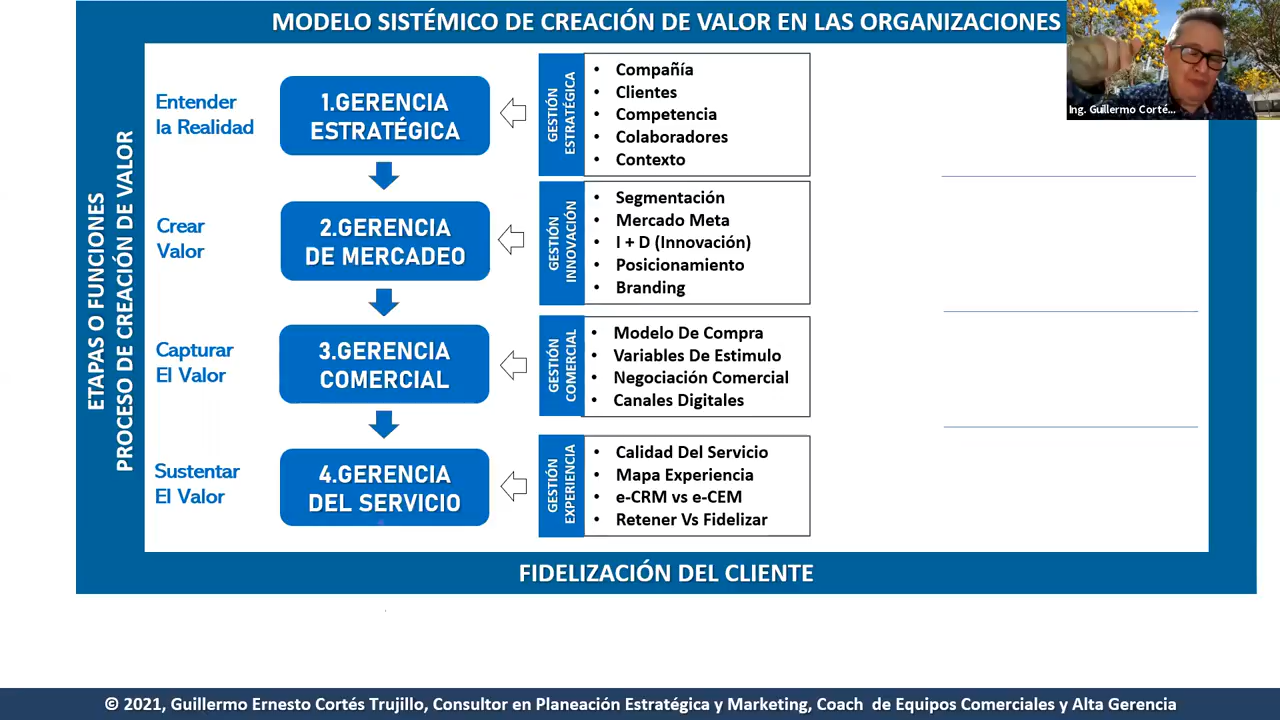 MODELO SISTÉMICO DE CREACIÓN DE VALOR EN LAS ORGANIZACIONES
Ing. Guillermo Corté...
ETAPAS O FUNCIONES
PROCESO DE CREACIÓN DE VALOR
Entender
la Realidad
1.GERENCIA
ESTRATÉGICA
GESTIÓN
ESTRATÉGICA
• Compañía
• Clientes
• Competencia
• Colaboradores
• Contexto
Crear
Valor
2.GERENCIA
DE MERCADEO
GESTIÓN
INNOVACIÓN
• Segmentación
• Mercado Meta
• I + D (Innovación)
• Posicionamiento
• Branding
Capturar
El Valor
3.GERENCIA
COMERCIAL
GESTIÓN
COMERCIAL
• Modelo De Compra
• Variables De Estimulo
• Negociación Comercial
• Canales Digitales
Sustentar
El Valor
4.GERENCIA
DEL SERVICIO
GESTIÓN
EXPERIENCIA
• Calidad Del Servicio
• Mapa Experiencia
• e-CRM vs e-CEM
• Retener Vs Fidelizar
FIDELIZACIÓN DEL CLIENTE
© 2021, Guillermo Ernesto Cortés Trujillo, Consultor en Planeación Estratégica y Marketing, Coach de Equipos Comerciales y Alta Gerencia